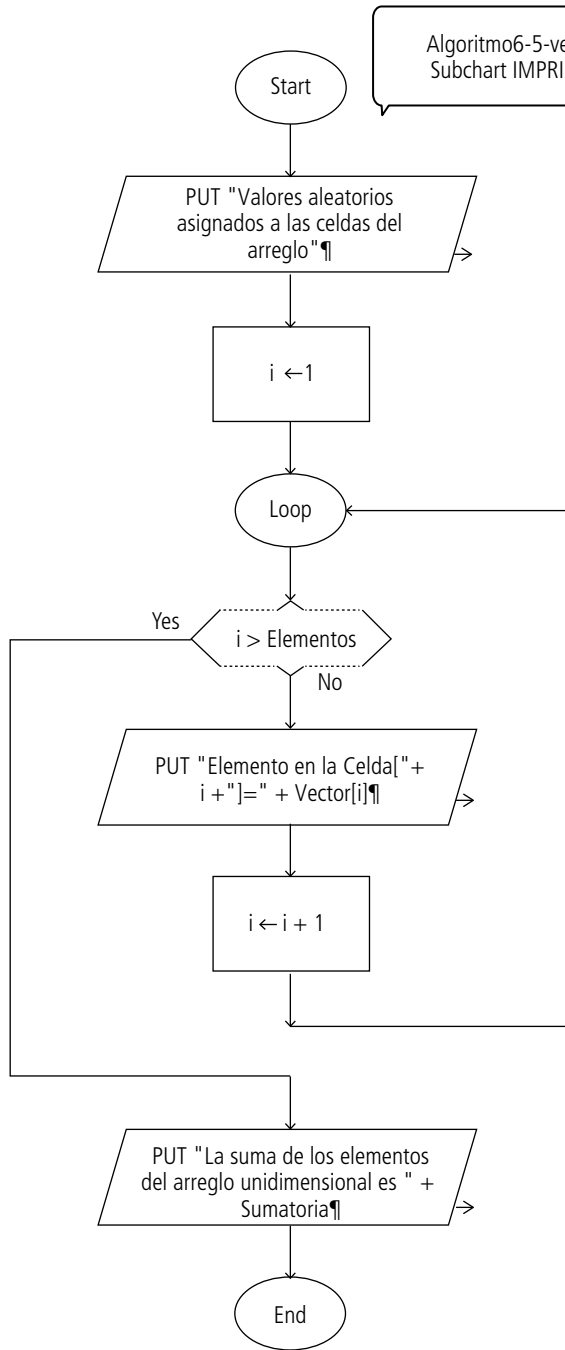 Algoritmo6-5-ve
Subchart IMPRI
Start
PUT "Valores aleatorios
asignados a las celdas del
arreglo"¶
i ←1
Loop
Yes
i > Elementos
No
PUT "Elemento en la Celda["+
i +"]=" + Vector[i]¶
i ← i + 1
PUT "La suma de los elementos
del arreglo unidimensional es " +
Sumatoria¶
End